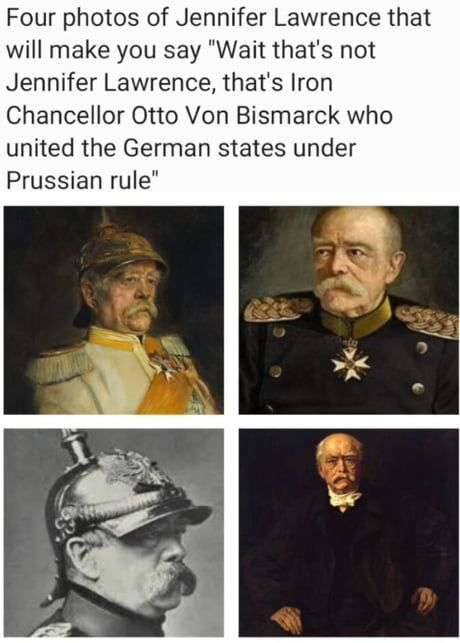 Four photos of Jennifer Lawrence that
will make you say "Wait that's not
Jennifer Lawrence, that's Iron
Chancellor Otto Von Bismarck who
united the German states under
Prussian rule"